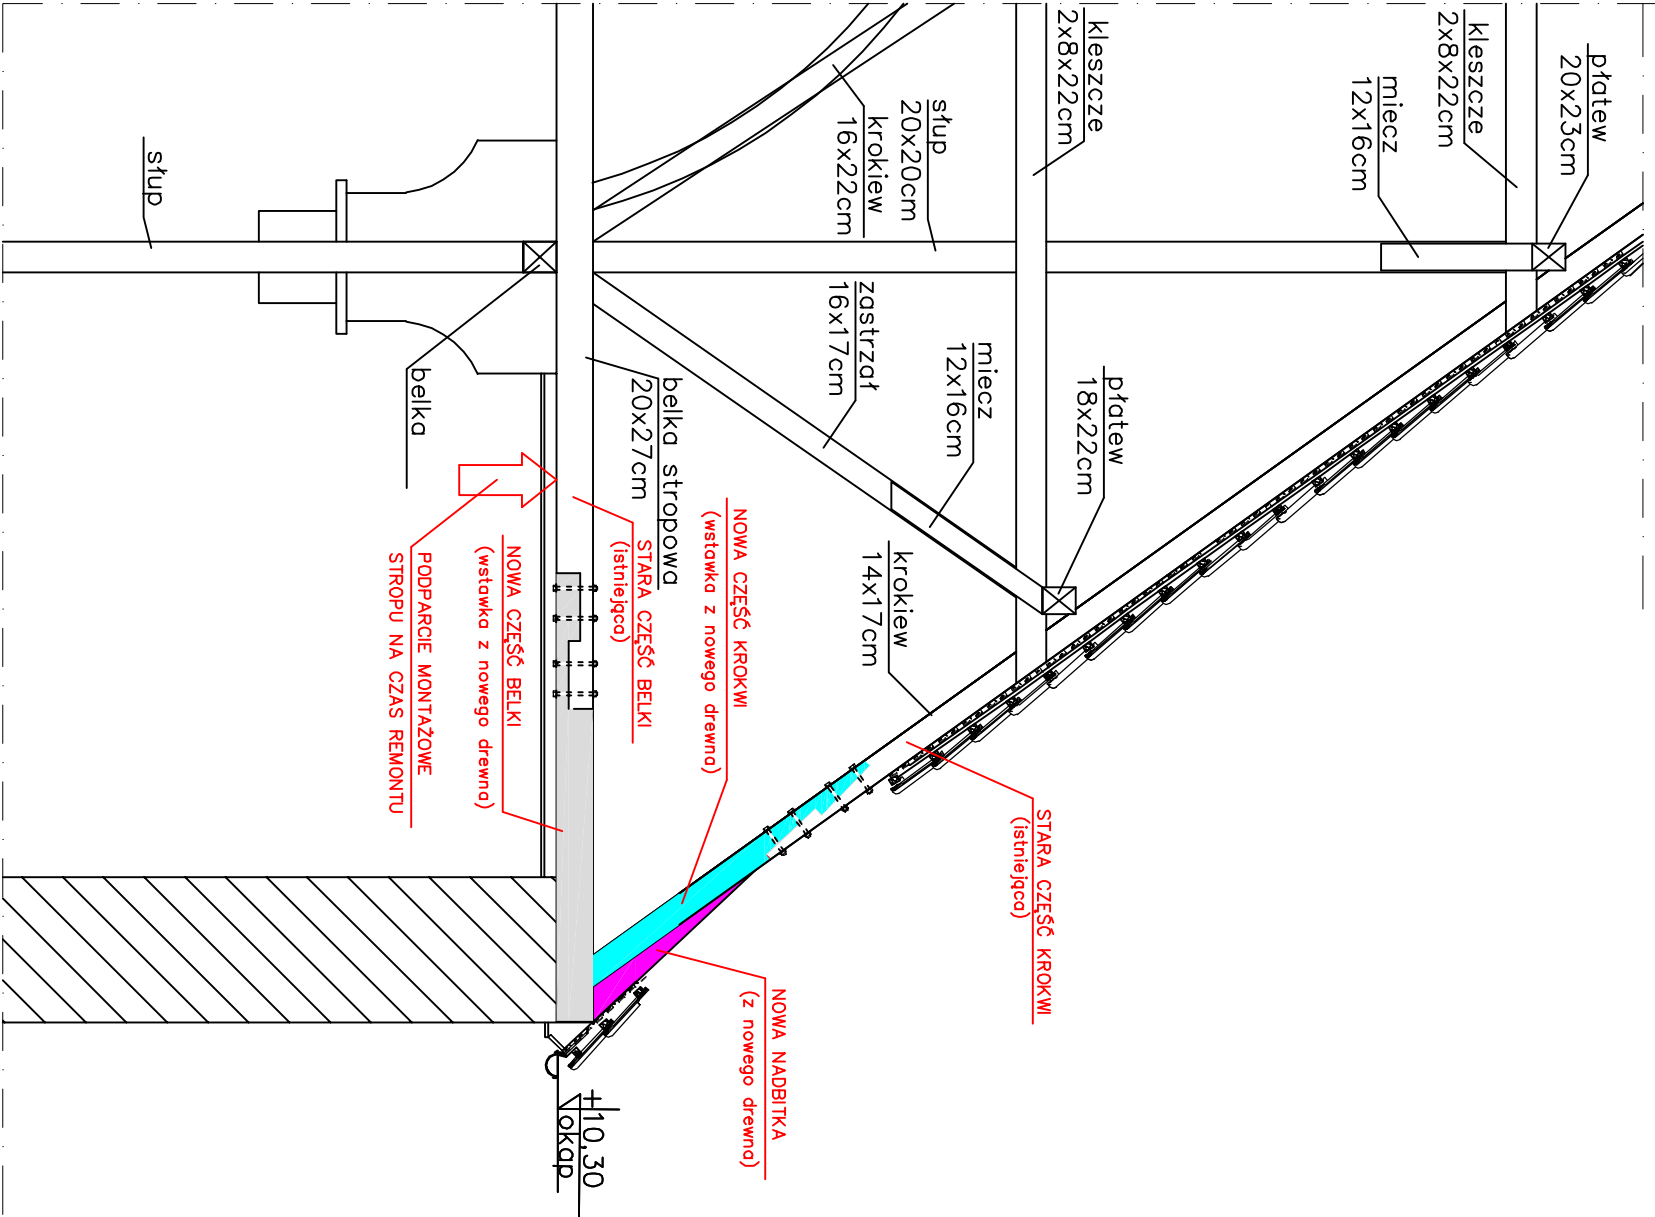 płatew
20x23cm
kleszcze
2x8x22cm
miecz
12x16cm
kleszcze
2x8x22cm
słup
20x20cm
krokiew
16x22cm
słup
płatew
18x22cm
miecz
12x16cm
zastrzał
16x17cm
belka stropowa
20x27cm
belka
krokiew
14x17cm
NOWA CZĘŚĆ KROKWI
(wstawka z nowego drewna)
STARA CZĘŚĆ BELKI
(istniejąca)
NOWA CZĘŚĆ BELKI
(wstawka z nowego drewna)
PODPARCIE MONTAŻOWE
STROPU NA CZAS REMONTU
STARA CZĘŚĆ KROKWI
(istniejąca)
NOWA NADBITKA
(z nowego drewna)
+10,30
okap